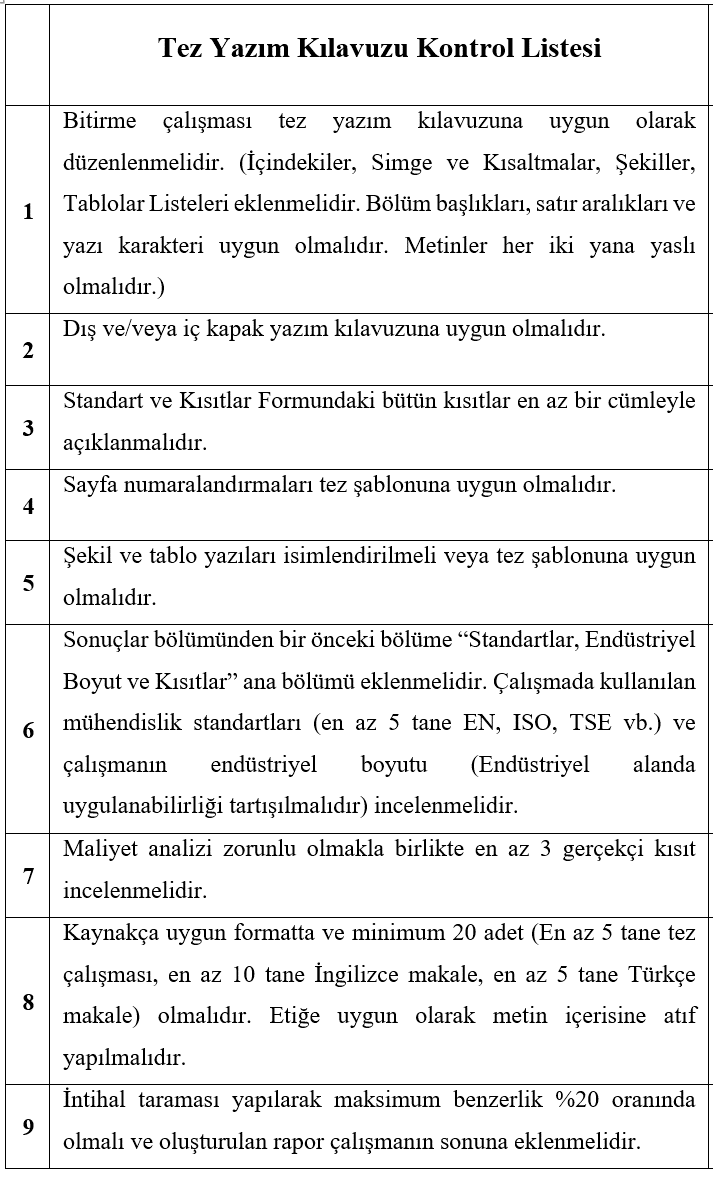 Tez Yazım Kılavuzu Kontrol Listesi
1
Bitirme çalışması tez yazım kılavuzuna uygun olarak
düzenlenmelidir. (İçindekiler, Simge ve Kısaltmalar, Şekiller,
Tablolar Listeleri eklenmelidir. Bölüm başlıkları, satır aralıkları ve
yazı karakteri uygun olmalıdır. Metinler her iki yana yaslı
olmalıdır.)
2
Dış ve/veya iç kapak yazım kılavuzuna uygun olmalıdır.
3
Standart ve Kısıtlar Formundaki bütün kısıtlar en az bir cümleyle
açıklanmalıdır.
4
Sayfa numaralandırmaları tez şablonuna uygun olmalıdır.
5
Şekil ve tablo yazıları isimlendirilmeli veya tez şablonuna uygun
olmalıdır.
6
Sonuçlar bölümünden bir önceki bölüme “Standartlar, Endüstriyel
Boyut ve Kısıtlar” ana bölümü eklenmelidir. Çalışmada kullanılan
mühendislik standartları (en az 5 tane EN, ISO, TSE vb.) ve
çalışmanın endüstriyel boyutu (Endüstriyel alanda
uygulanabilirliği tartışılmalıdır) incelenmelidir.
7
Maliyet analizi zorunlu olmakla birlikte en az 3 gerçekçi kısıt
incelenmelidir.
8
Kaynakça uygun formatta ve minimum 20 adet (En az 5 tane tez
çalışması, en az 10 tane İngilizce makale, en az 5 tane Türkçe
makale) olmalıdır. Etiğe uygun olarak metin içerisine atıf
yapılmalıdır.
9
İntihal taraması yapılarak maksimum benzerlik %20 oranında
olmalı ve oluşturulan rapor çalışmanın sonuna eklenmelidir.